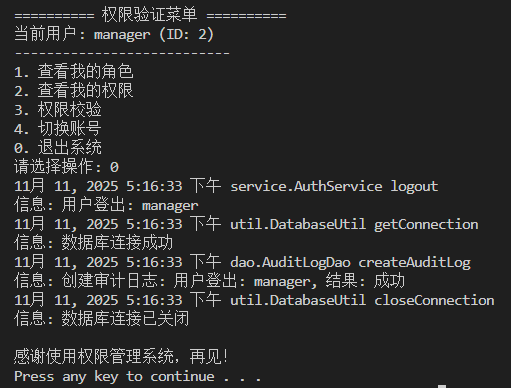 ========== 权限验证菜单 ==========
当前用户: manager (ID: 2)
---------------------------
1. 查看我的角色
2. 查看我的权限
3. 权限校验
4. 切换账号
0. 退出系统
请选择操作: 0
11月 11, 2025 5:16:33 下午 service.AuthService logout
信息: 用户登出: manager
11月 11, 2025 5:16:33 下午 util.DatabaseUtil getConnection
信息: 数据库连接成功
11月 11, 2025 5:16:33 下午 dao.AuditLogDao createAuditLog
信息: 创建审计日志: 用户登出: manager, 结果: 成功
11月 11, 2025 5:16:33 下午 util.DatabaseUtil closeConnection
信息: 数据库连接已关闭
感谢使用权限管理系统，再见！
Press any key to continue . . .